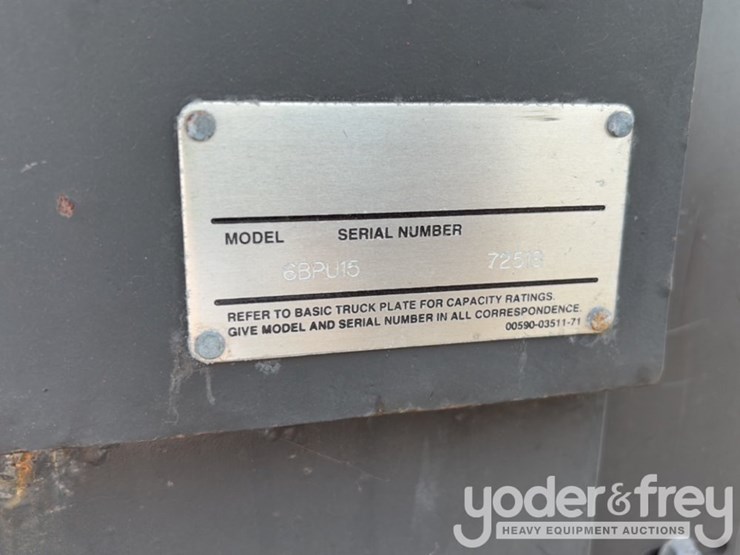 MODEL SERIAL NUMBER
6BPU15
REFER TO BASIC TRUCK PLATE FOR CAPACITY RATINGS.
GIVE MODEL AND SERIAL NUMBER IN ALL CORRESPONDENCE.
00590-03511-71
yoder&frey
HEAVY EQUIPMENT AUCTIONS